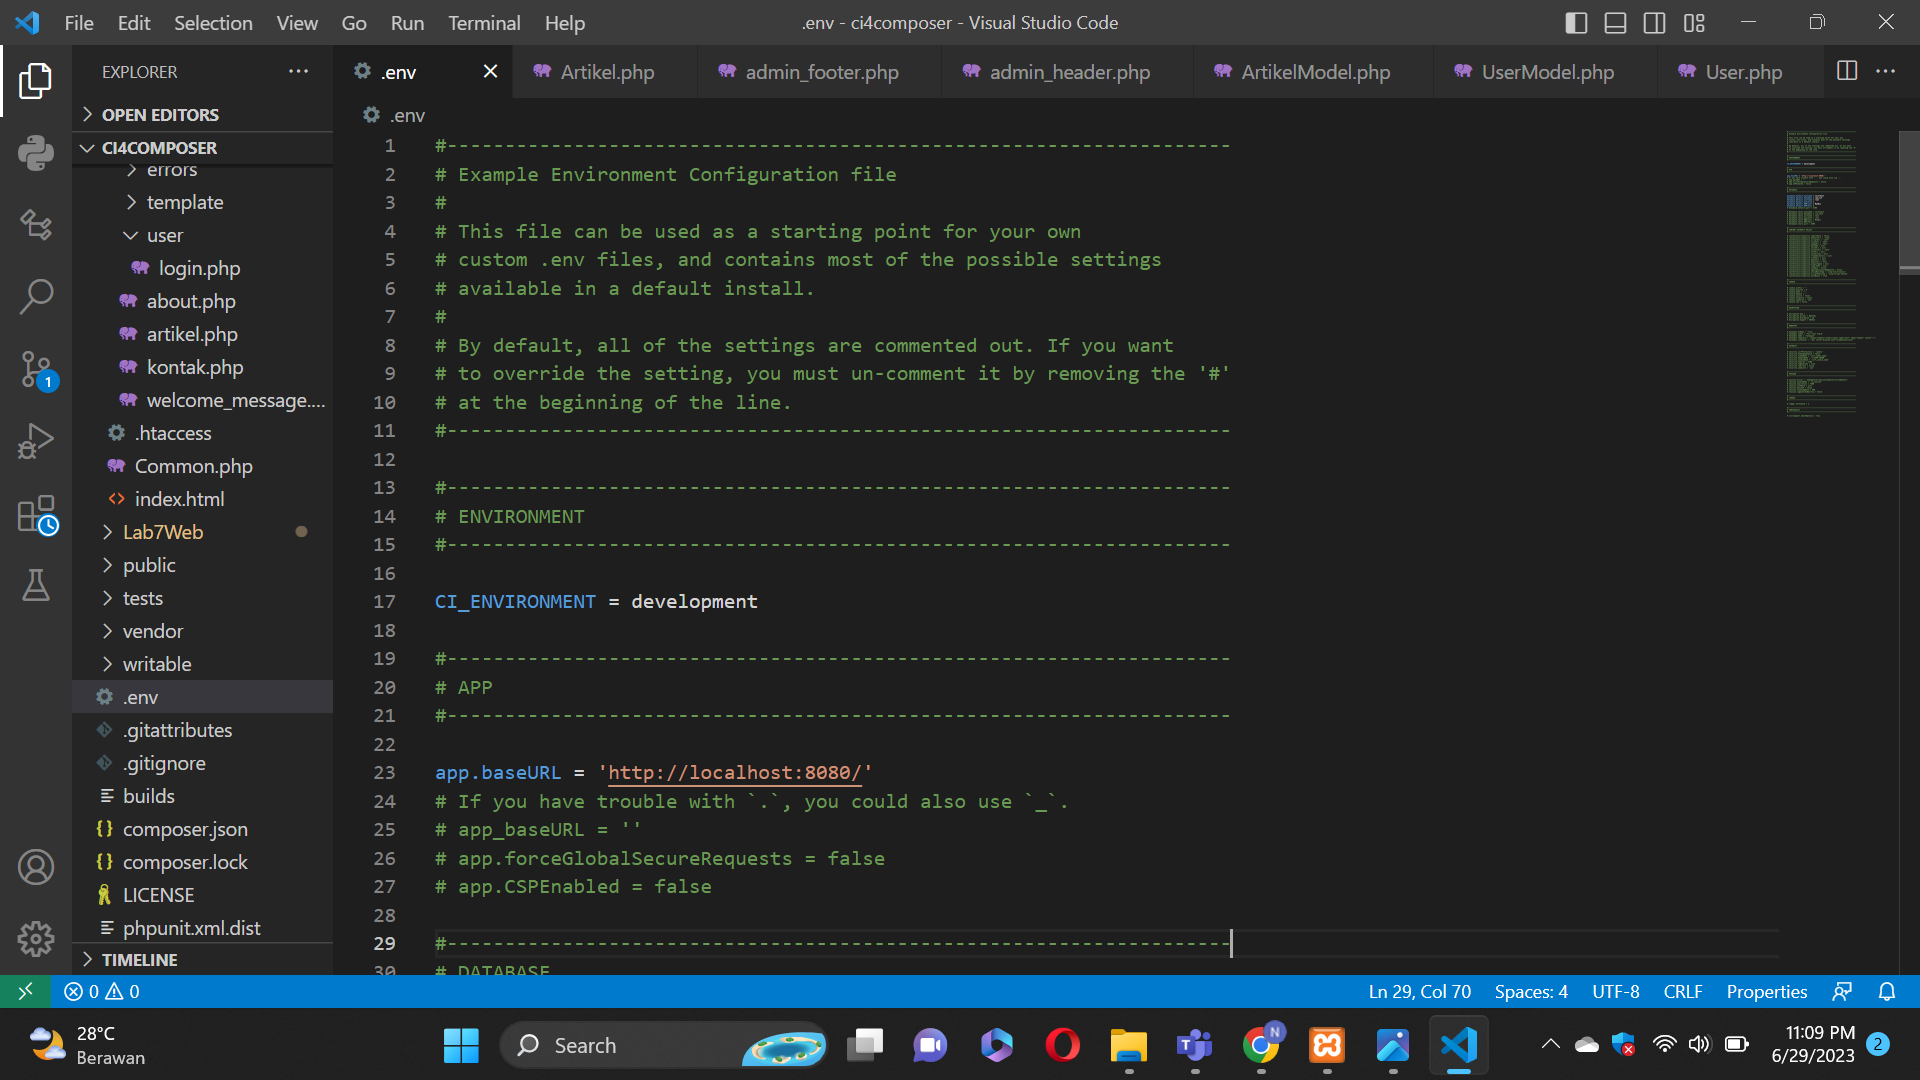 File Edit Selection View Go Run Terminal Help
.env - ci4composer - Visual Studio Code
EXPLORER
OPEN EDITORS
CI4COMPOSER
errors
template
user
login.php
about.php
artikel.php
kontak.php
welcome_message....
.htaccess
Common.php
index.html
Lab7Web
public
tests
vendor
writable
.env
.gitattributes
.gitignore
builds
composer.json
composer.lock
LICENSE
phpunit.xml.dist
TIMELINE
1
.env Artikel.php admin_footer.php admin_header.php ArtikelModel.php UserModel.php User.php
.env
1 #--------------------------------------------------------------------
2 # Example Environment Configuration file
3 #
4 # This file can be used as a starting point for your own
5 # custom .env files, and contains most of the possible settings
6 # available in a default install.
7 #
8 # By default, all of the settings are commented out. If you want
9 # to override the setting, you must un-comment it by removing the '#'
10 # at the beginning of the line.
11 #--------------------------------------------------------------------
12
13 #--------------------------------------------------------------------
14 # ENVIRONMENT
15 #--------------------------------------------------------------------
16
17 CI_ENVIRONMENT = development
18
19 #--------------------------------------------------------------------
20 # APP
21 #--------------------------------------------------------------------
22
23 app.baseURL = 'http://localhost:8080/'
24 # If you have trouble with `.`, you could also use `_`.
25 # app_baseURL = ''
26 # app.forceGlobalSecureRequests = false
27 # app.CSPEnabled = false
28
29 #--------------------------------------------------------------------
30 # DATABASE
0 0
Ln 29, Col 70 Spaces: 4 UTF-8 CRLF Properties
28°C
Berawan
Search
N
11:09 PM
6/29/2023
2